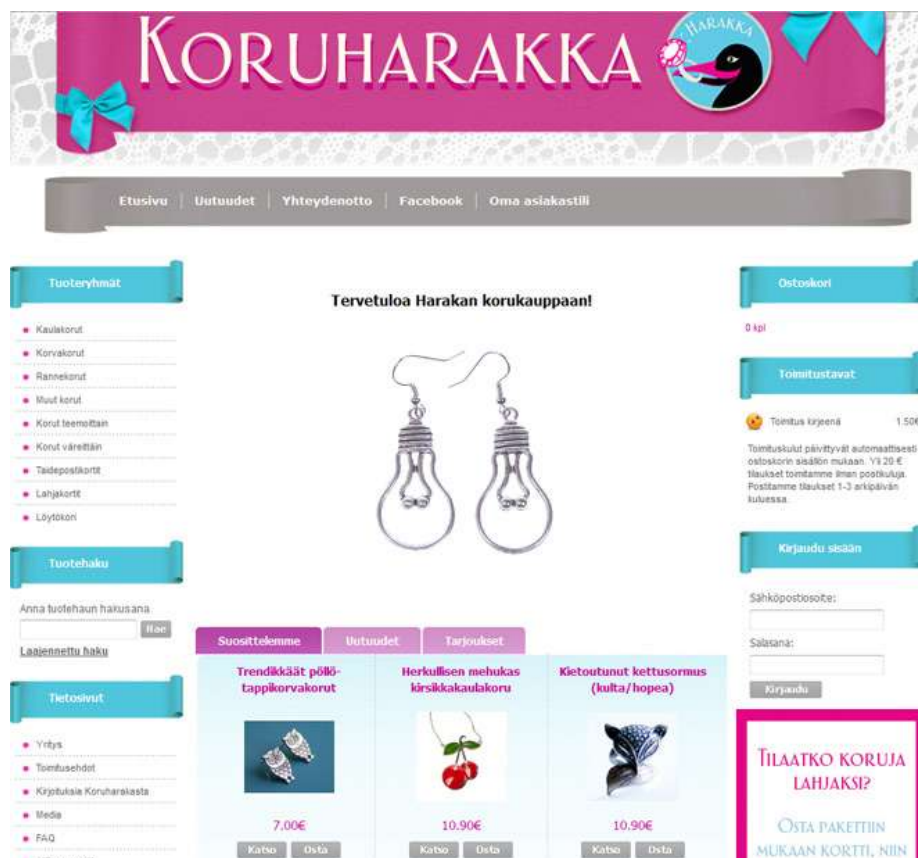 KORUHARAKKA
HARAKKA
Etusivu
Uutuudet
Yhteydenotto
Facebook
Oma asiakastili
Tuoteryhmät
Kaulakorut
Korvakorut
Rannekorut
Muut korut
Korut teemoittain
Korut väreittäin
Taidepostikortit
Lahjakortit
Löytökori
Tuotehaku
Anna tuotehaun hakusana
Hae
Laajennettu haku
Tietosivut
Yritys
Toimitusehdot
Kirjoituksia Koruharakasta
Media
FAQ
Tervetuloa Harakan korukauppaan!
Suosittelemme
Uutuudet
Tarjoukset
Trendikkäät pöllö-
tappikorvakorut
7.00€
Katso
Osta
Herkullisen mehukas
kirsikkakaulakoru
10.90€
Katso
Osta
Kietoutunut kettusormus
(kulta/hopea)
10.90€
Katso
Osta
Ostoskori
0 kpl
Toimitustavat
Toimitus kirjeenä 1.50€
Toimituskulut päivittyvät automaattisesti
ostoskorin sisällön mukaan. Yli 20 €
tilaukset toimitamme ilman postikuluja.
Postitamme tilaukset 1-3 arkipäivän
kuluessa.
Kirjaudu sisään
Sähköpostiosoite:
Salasana:
Kirjaudu
TILAATKO KORUJA
LAHJAKSI?
OSTA PAKETTIIN
MUKAAN KORTTI, NIIN